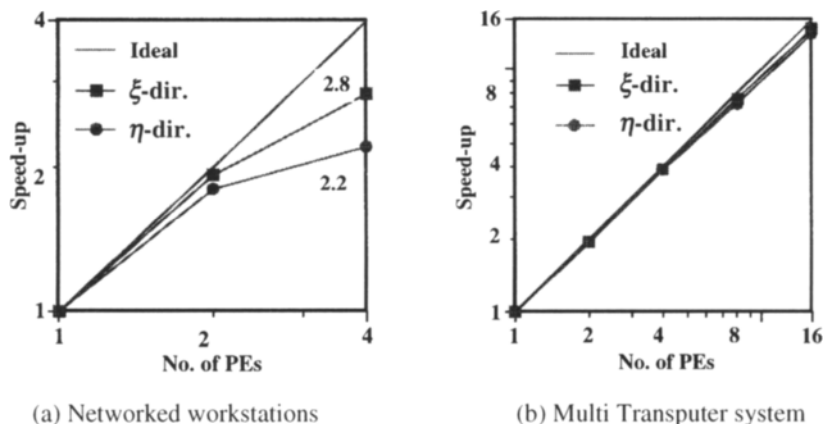 4
Ideal
ξ-dir.
η-dir.
2.8
2.2
2
1
Speed-up
1
2
4
No. of PEs
(a) Networked workstations
16
Ideal
ξ-dir.
η-dir.
8
4
2
1
Speed-up
1
2
4
8
16
No. of PEs
(b) Multi Transputer system